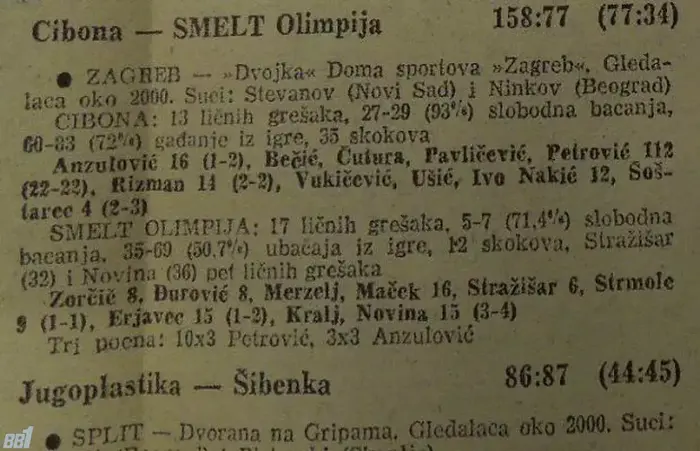 Cibona — SMELT Olimpija 158:77 (77:34)
● ZAGREB — »Dvojka« Doma sportova »Zagreb«. Gleda-
laca oko 2000. Suci: Stevanov (Novi Sad) i Ninkov (Beograd)
CIBONA: 13 ličnih grešaka, 27-29 (93%) slobodna bacanja,
60-83 (72%) gađanje iz igre, 35 skokova
Anzulović 16 (1-2), Bečić, Čutura, Pavličević, Petrović 112
(22-22), Rizman 14 (2-2), Vukičević, Ušić, Ivo Nakić 12, Šoš-
tarec 4 (2-3)
SMELT OLIMPIJA: 17 ličnih grešaka, 5-7 (71,4%) slobodna
bacanja, 35-69 (50,7%) ubačaja iz igre, 12 skokova, Stražišar
(32) i Novina (36) pet ličnih grešaka
Zorčič 8, Đurović 8, Merzelj, Maček 16, Stražišar 6, Strmole
9 (1-1), Erjavec 15 (1-2), Kralj, Novina 15 (3-4)
Tri poena: 10x3 Petrović, 3x3 Anzulović
Jugoplastika — Šibenka 86:87 (44:45)
● SPLIT — Dvorana na Gripama. Gledalaca oko 2000. Suci:
BB1